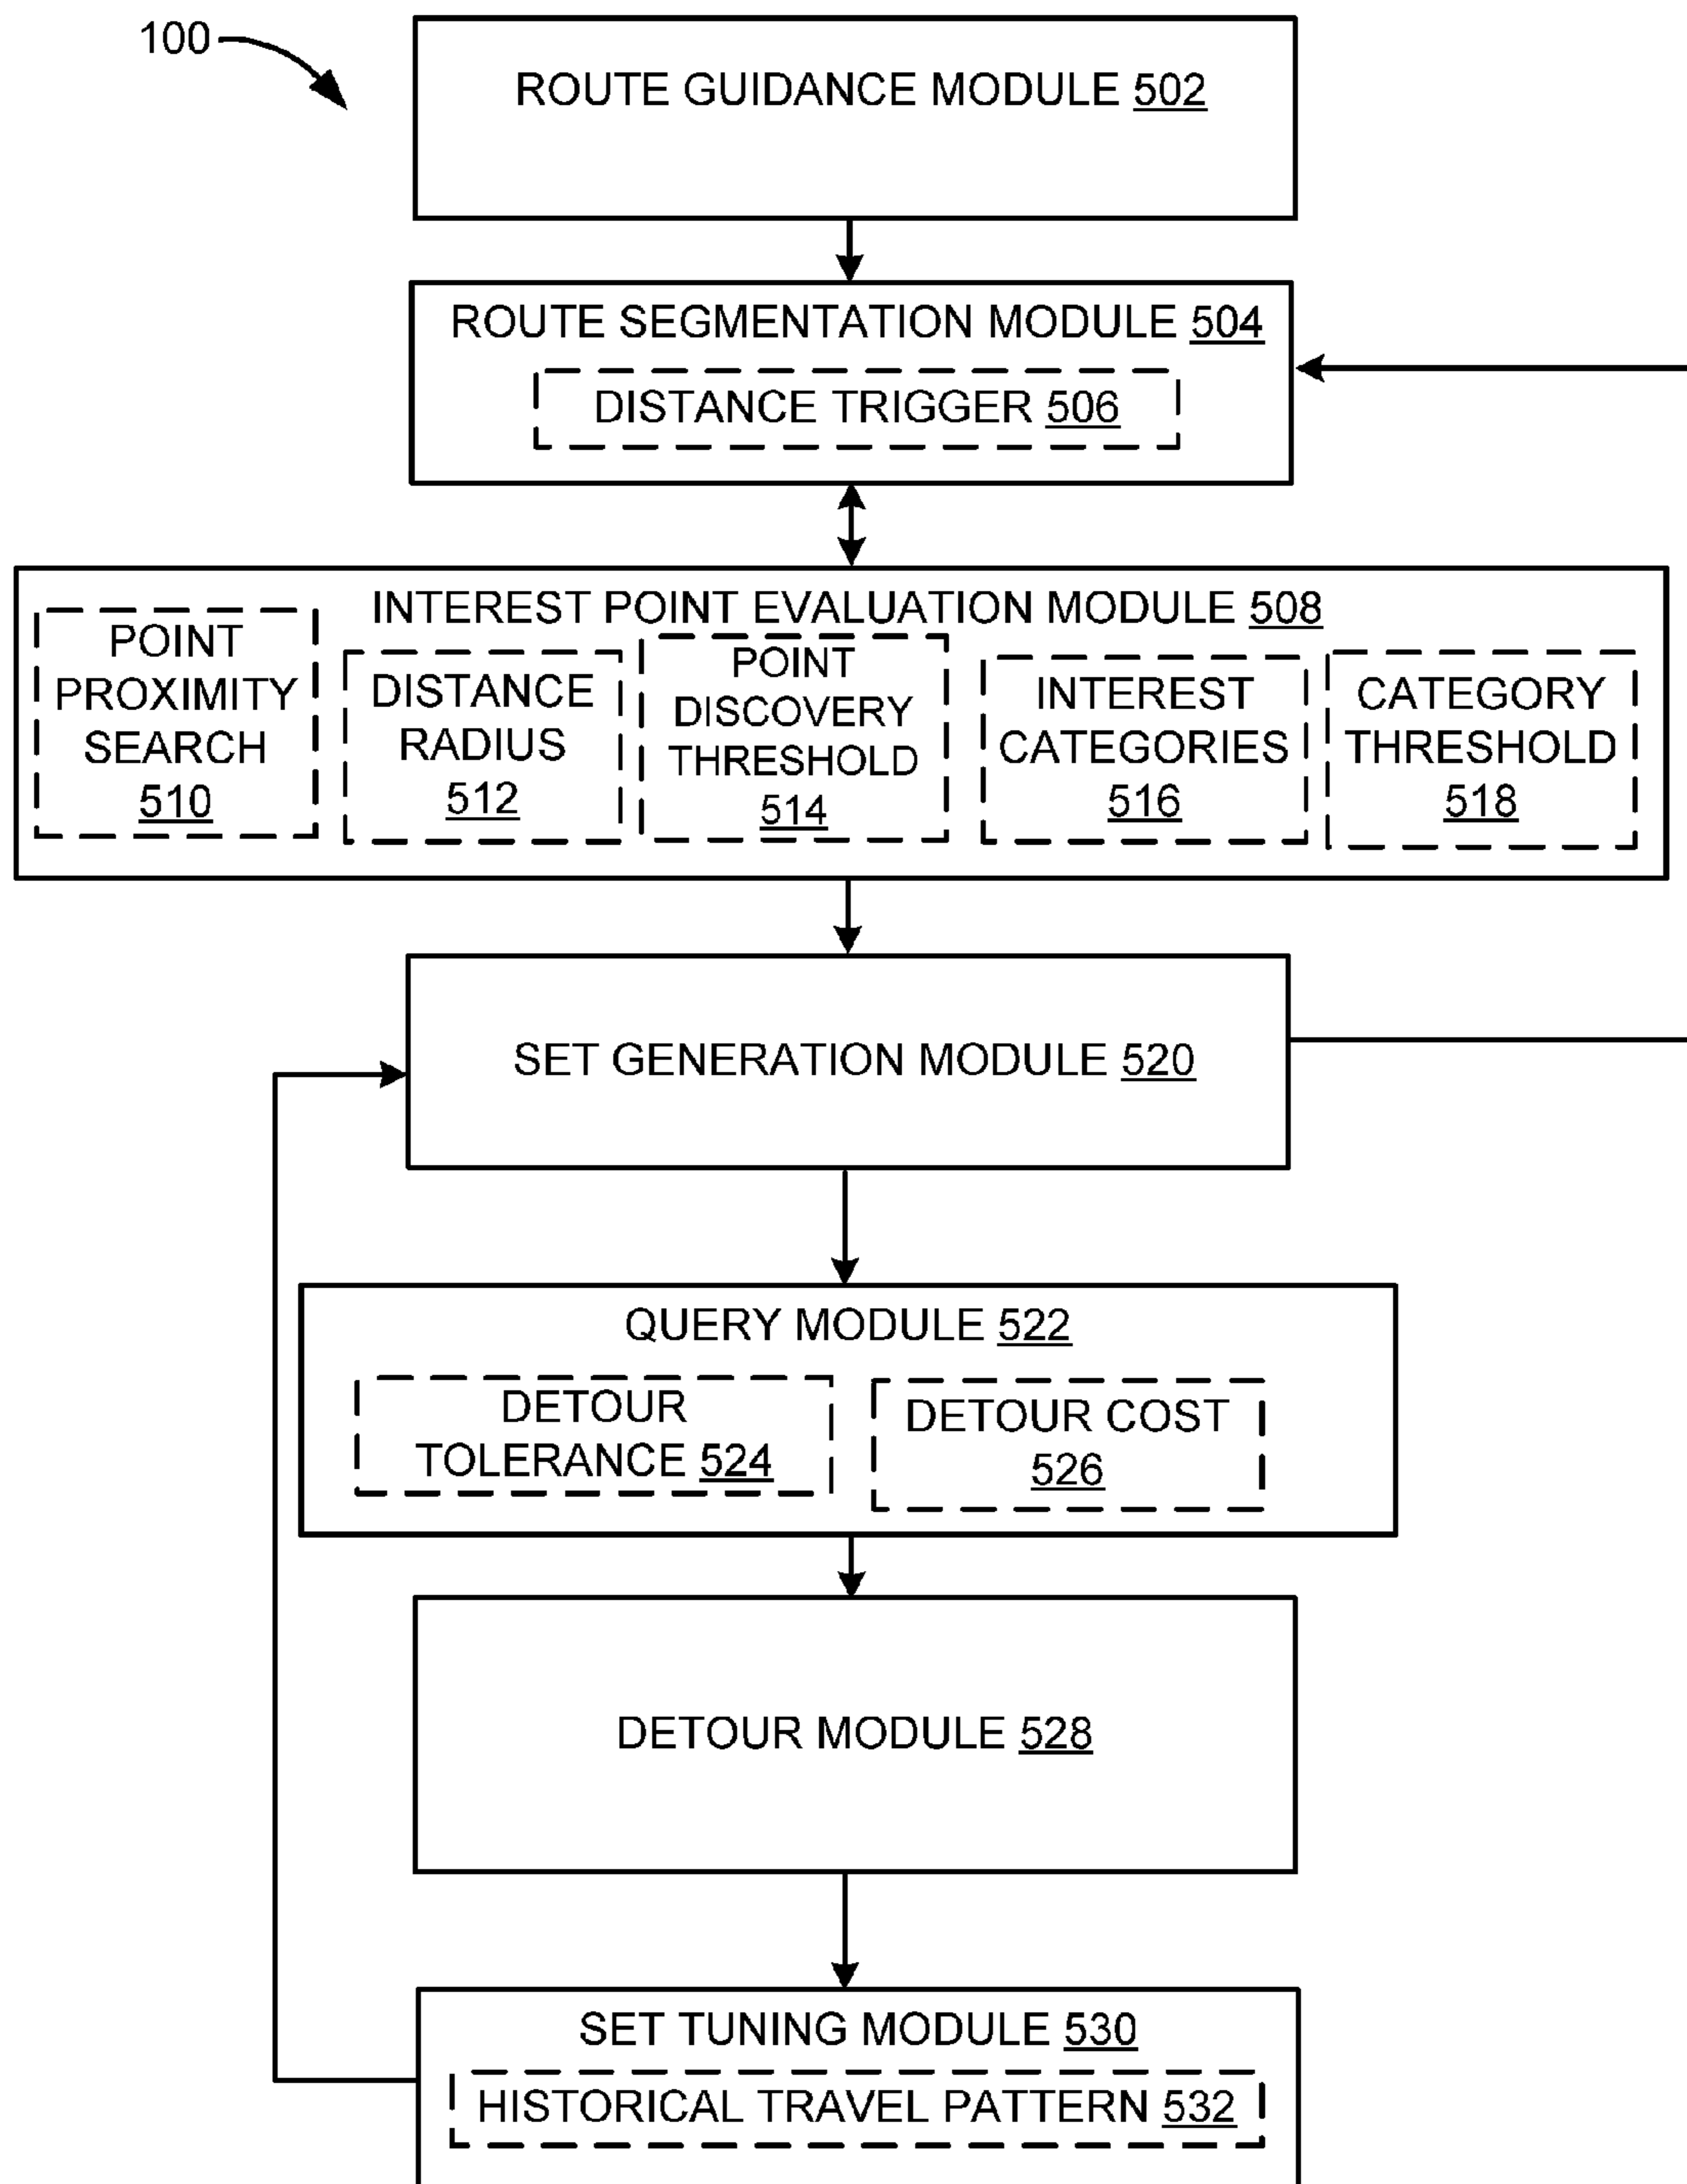 100
ROUTE GUIDANCE MODULE 502
ROUTE SEGMENTATION MODULE 504
DISTANCE TRIGGER 506
INTEREST POINT EVALUATION MODULE 508
POINT
PROXIMITY
SEARCH
510
DISTANCE
RADIUS
512
POINT
DISCOVERY
THRESHOLD
514
INTEREST
CATEGORIES
516
CATEGORY
THRESHOLD
518
SET GENERATION MODULE 520
QUERY MODULE 522
DETOUR
TOLERANCE 524
DETOUR COST
526
DETOUR MODULE 528
SET TUNING MODULE 530
HISTORICAL TRAVEL PATTERN 532